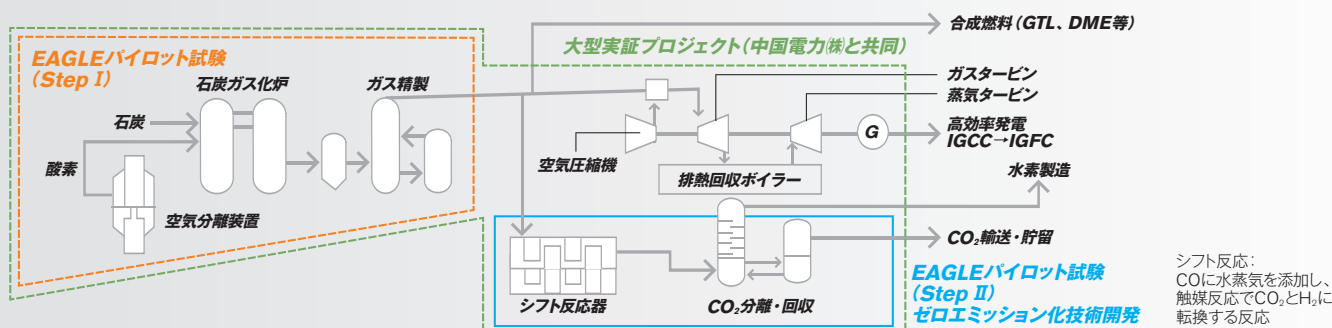 合成燃料(GTL、DME等)
EAGLEパイロット試験
(Step Ⅰ)
大型実証プロジェクト(中国電力㈱と共同)
石炭ガス化炉
ガス精製
ガスタービン
蒸気タービン
石炭
酸素
空気分離装置
空気圧縮機
排熱回収ボイラー
G
高効率発電
IGCC→IGFC
水素製造
シフト反応器
CO₂分離・回収
CO₂輸送・貯留
EAGLEパイロット試験
(Step Ⅱ)
ゼロエミッション化技術開発
シフト反応:
COに水蒸気を添加し、
触媒反応でCO₂とH₂に
転換する反応